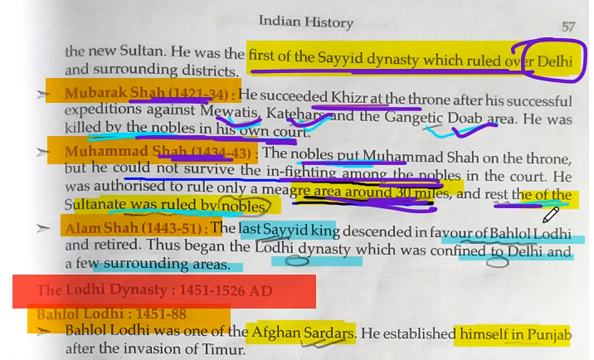 Indian History 57
the new Sultan. He was the first of the Sayyid dynasty which ruled over Delhi
and surrounding districts.
➤ Mubarak Shah (1421-34) : He succeeded Khizr at the throne after his successful
expeditions against Mewatis, Katehars and the Gangetic Doab area. He was
killed by the nobles in his own court.
➤ Muhammad Shah (1434-43) : The nobles put Muhammad Shah on the throne,
but he could not survive the in-fighting among the nobles in the court. He
was authorised to rule only a meagre area around 30 miles, and rest the of the
Sultanate was ruled by nobles.
➤ Alam Shah (1443-51) : The last Sayyid king descended in favour of Bahlol Lodhi
and retired. Thus began the Lodhi dynasty which was confined to Delhi and
a few surrounding areas.
The Lodhi Dynasty : 1451-1526 AD
Bahlol Lodhi : 1451-88
➤ Bahlol Lodhi was one of the Afghan Sardars. He established himself in Punjab
after the invasion of Timur.